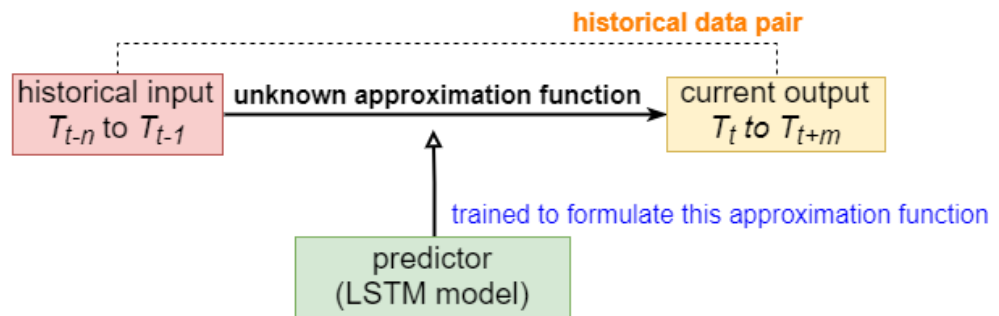 historical data pair
historical input
T_{t-n} to T_{t-1}
unknown approximation function
current output
T_t to T_{t+m}
trained to formulate this approximation function
predictor
(LSTM model)